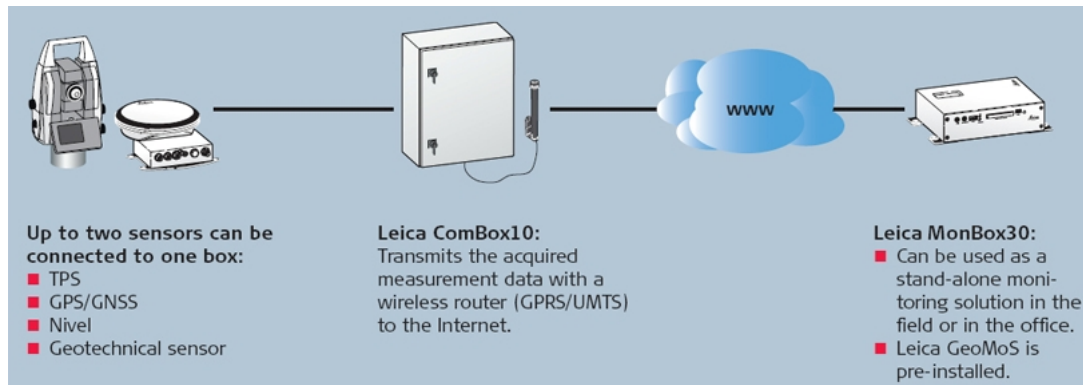 www
Up to two sensors can be
connected to one box:
TPS
GPS/GNSS
Nivel
Geotechnical sensor
Leica ComBox10:
Transmits the acquired
measurement data with a
wireless router (GPRS/UMTS)
to the Internet.
Leica MonBox30:
Can be used as a
stand-alone moni-
toring solution in the
field or in the office.
Leica GeoMoS is
pre-installed.